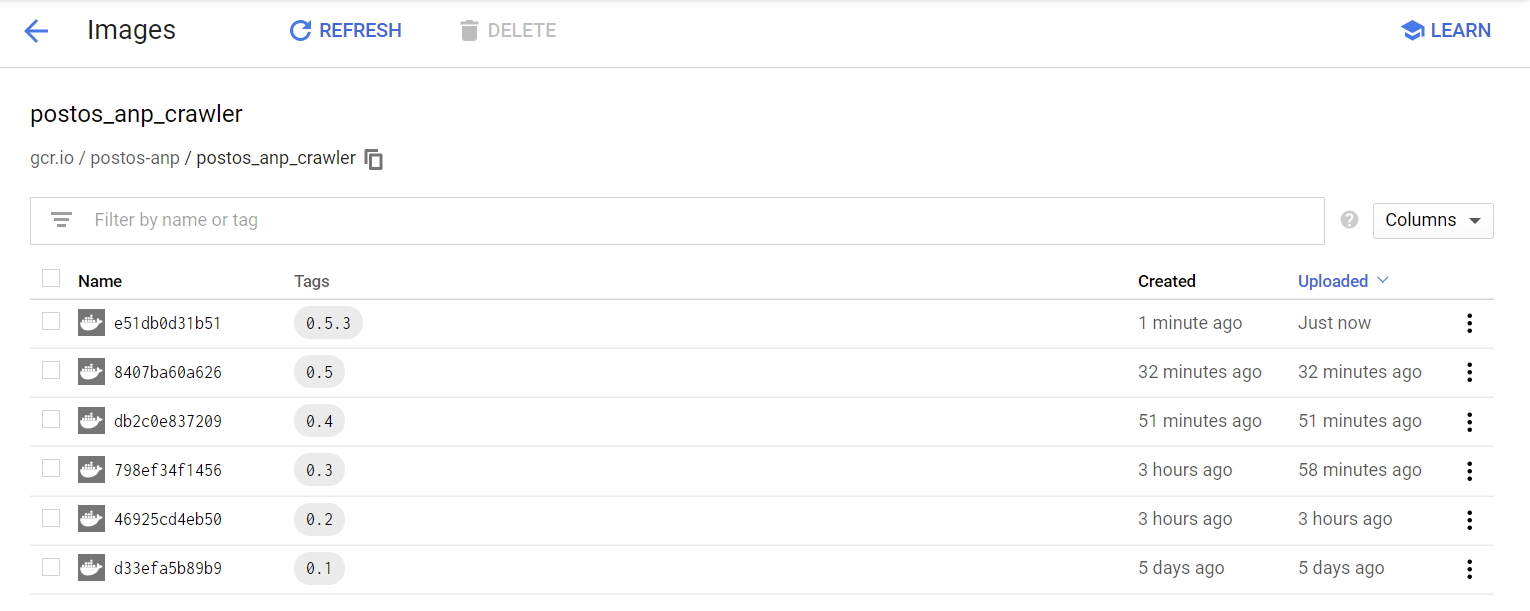 Images REFRESH DELETE LEARN
postos_anp_crawler
gcr.io / postos-anp / postos_anp_crawler
Filter by name or tag ? Columns
Name Tags Created Uploaded
e51db0d31b51 0.5.3 1 minute ago Just now
8407ba60a626 0.5 32 minutes ago 32 minutes ago
db2c0e837209 0.4 51 minutes ago 51 minutes ago
798ef34f1456 0.3 3 hours ago 58 minutes ago
46925cd4eb50 0.2 3 hours ago 3 hours ago
d33efa5b89b9 0.1 5 days ago 5 days ago